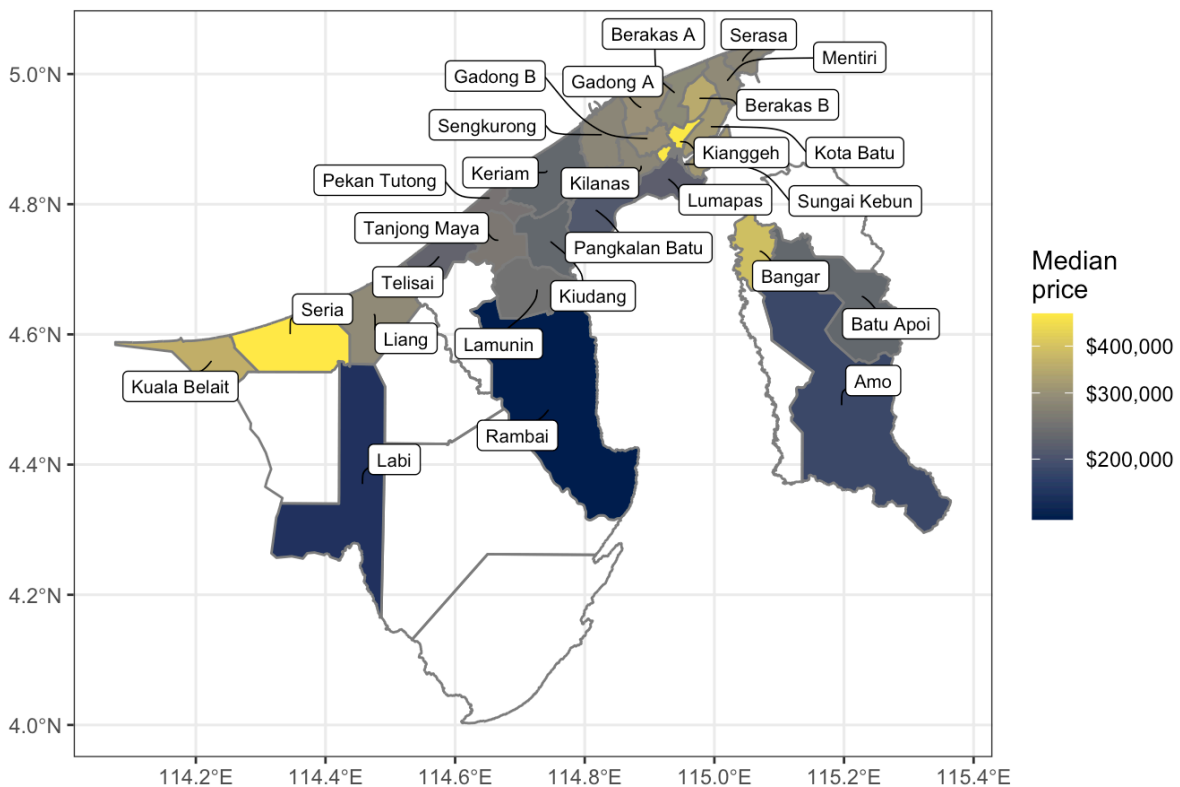 5.0°N
4.8°N
4.6°N
4.4°N
4.2°N
4.0°N
Berakas A
Serasa
Mentiri
Gadong B
Gadong A
Berakas B
Sengkurong
Kianggeh
Kota Batu
Keriam
Pekan Tutong
Kilanas
Lumapas
Sungai Kebun
Tanjong Maya
Pangkalan Batu
Telisai
Kiudang
Bangar
Seria
Liang
Lamunin
Batu Apoi
Kuala Belait
Amo
Rambai
Labi
114.2°E
114.4°E
114.6°E
114.8°E
115.0°E
115.2°E
115.4°E
Median
price
$400,000
$300,000
$200,000